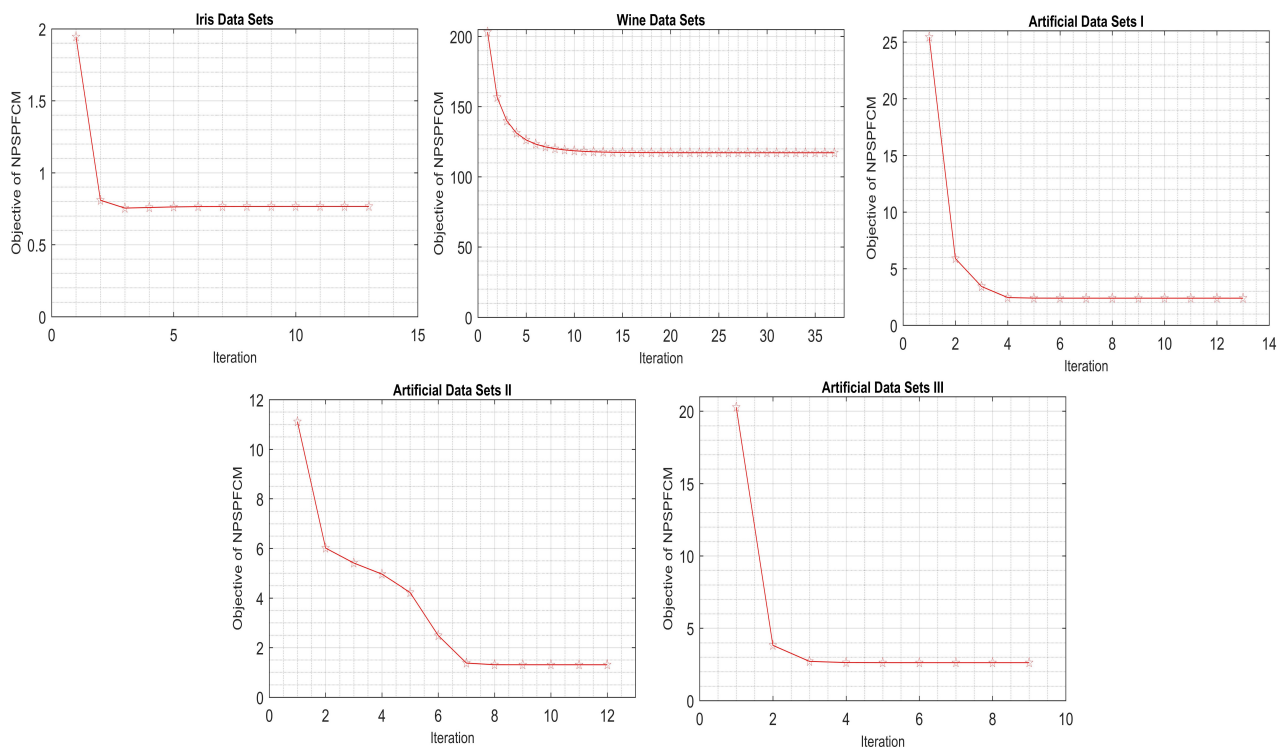 Iris Data Sets
Objective of NPSPFCM
2
1.5
1
0.5
0
0 5 10 15
Iteration
Wine Data Sets
Objective of NPSPFCM
200
150
100
50
0
0 5 10 15 20 25 30 35
Iteration
Artificial Data Sets I
Objective of NPSPFCM
25
20
15
10
5
0
0 2 4 6 8 10 12 14
Iteration
Artificial Data Sets II
Objective of NPSPFCM
12
10
8
6
4
2
0
0 2 4 6 8 10 12
Iteration
Artificial Data Sets III
Objective of NPSPFCM
20
15
10
5
0
0 2 4 6 8 10
Iteration